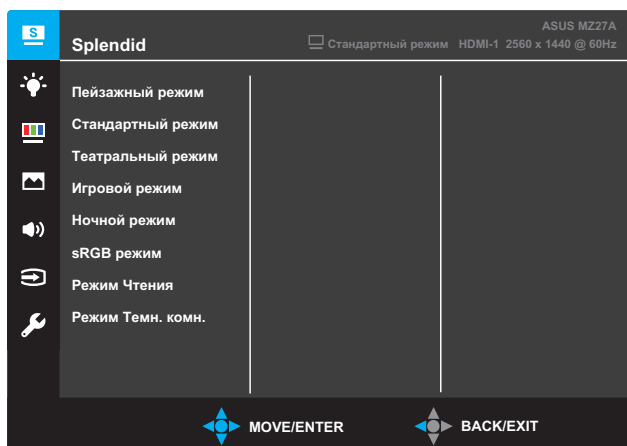 S
ASUS MZ27A
Splendid
Стандартный режим HDMI-1 2560 x 1440 @ 60Hz
Пейзажный режим
Стандартный режим
Театральный режим
Игровой режим
Ночной режим
sRGB режим
Режим Чтения
Режим Темн. комн.
MOVE/ENTER
BACK/EXIT